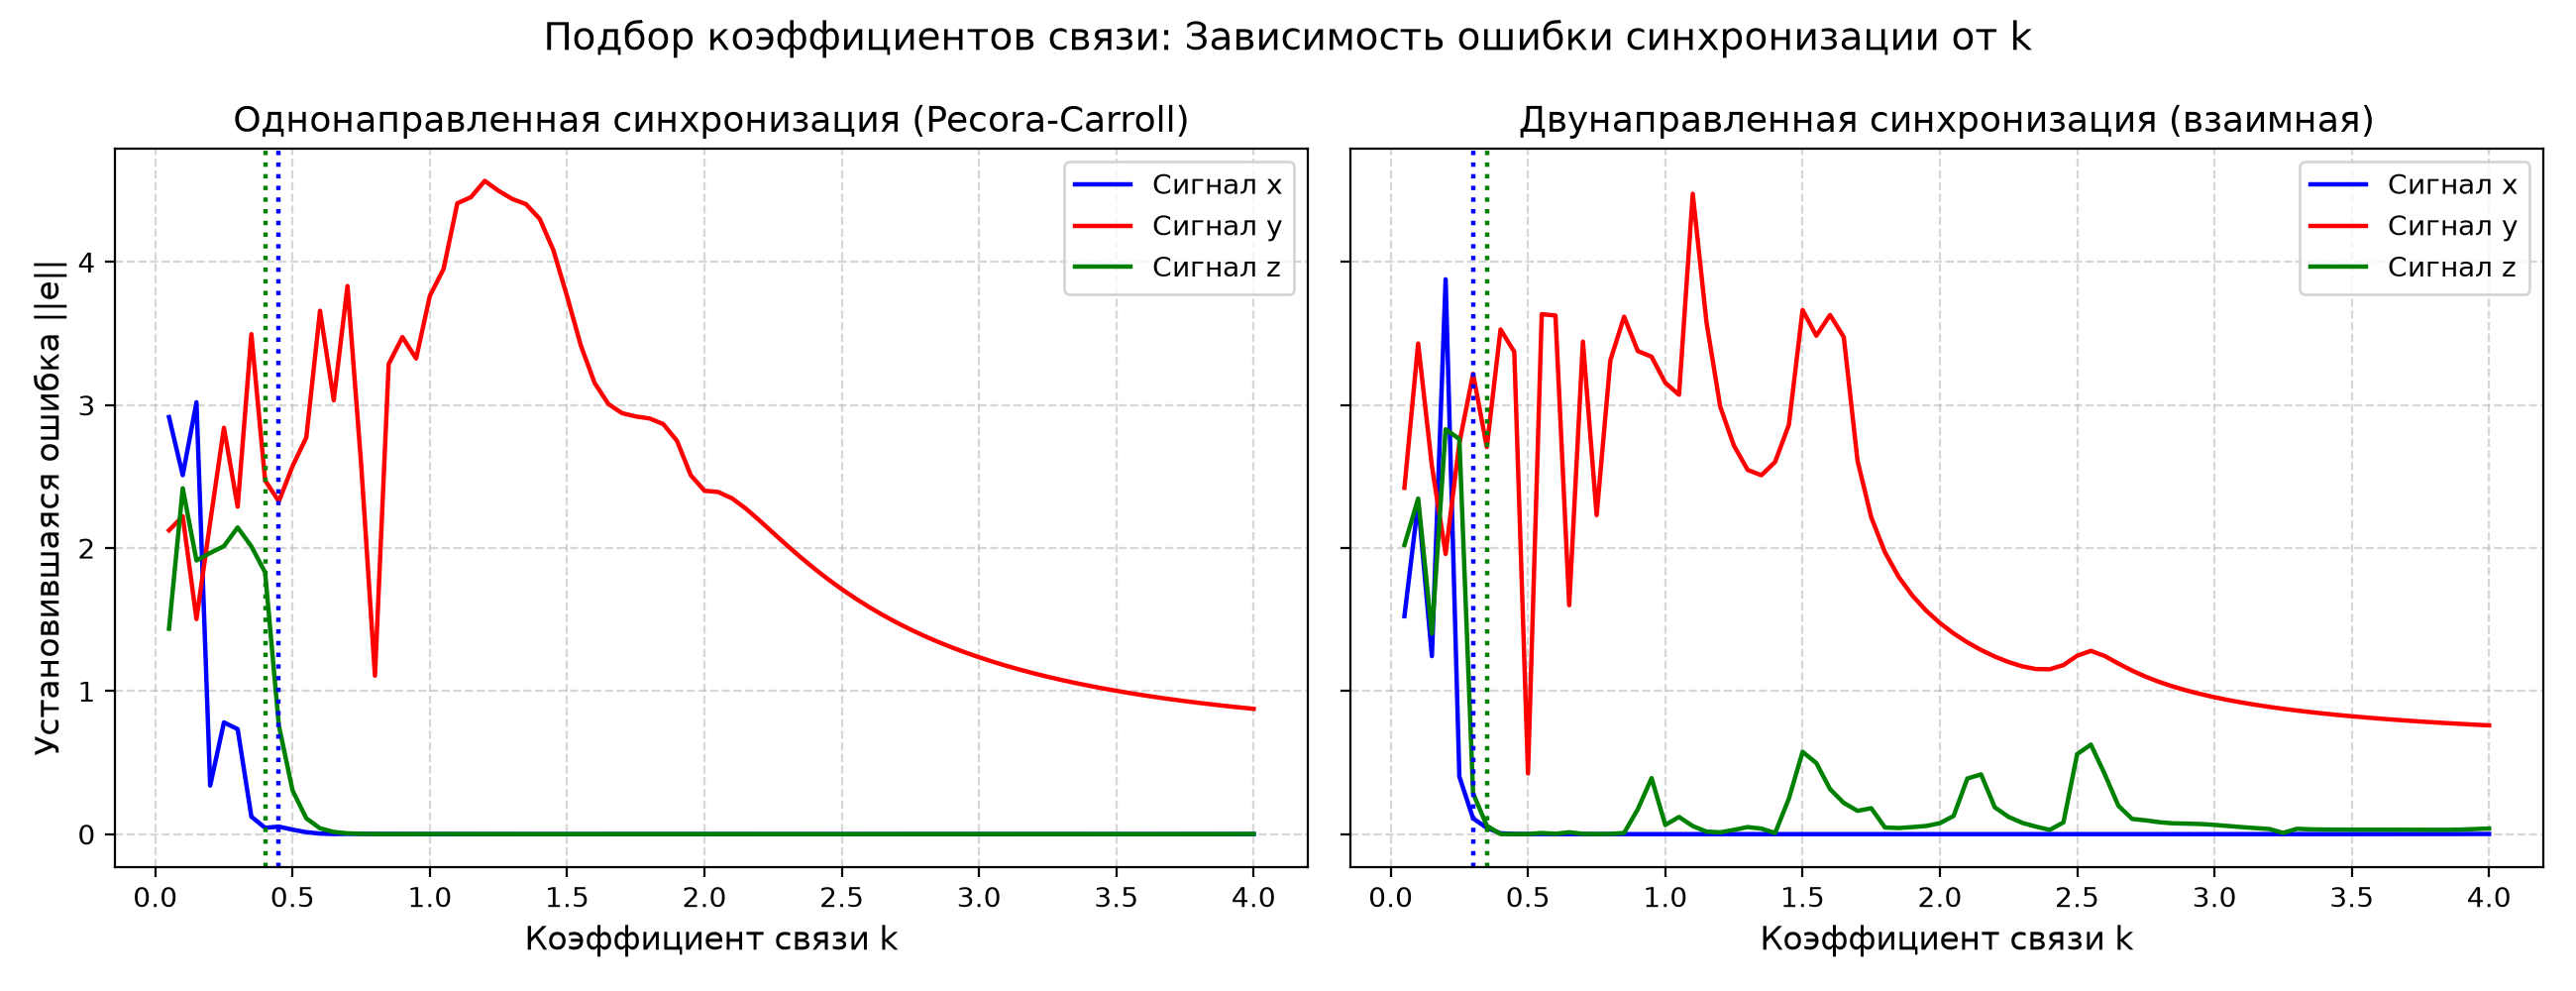 Подбор коэффициентов связи: Зависимость ошибки синхронизации от k
Однонаправленная синхронизация (Pecora-Carroll)
Установившаяся ошибка ||e||
4
3
2
1
0
Сигнал x
Сигнал y
Сигнал z
0.0 0.5 1.0 1.5 2.0 2.5 3.0 3.5 4.0
Коэффициент связи k
Двунаправленная синхронизация (взаимная)
Сигнал x
Сигнал y
Сигнал z
0.0 0.5 1.0 1.5 2.0 2.5 3.0 3.5 4.0
Коэффициент связи k